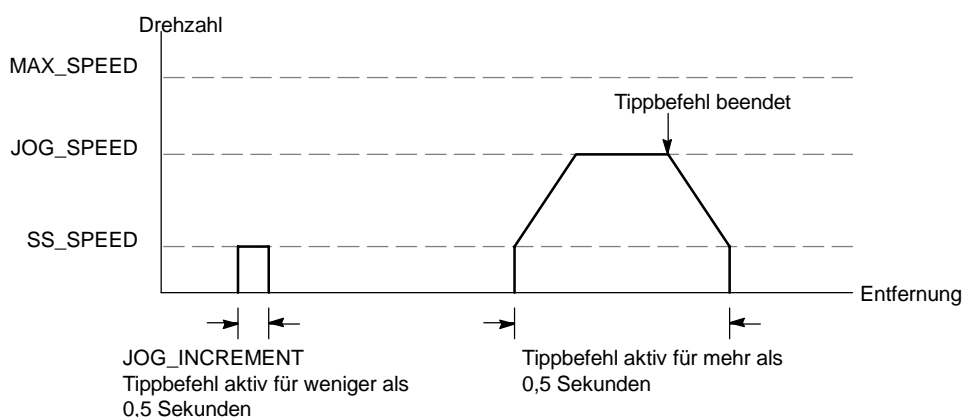 Drehzahl
MAX_SPEED
Tippbefehl beendet
JOG_SPEED
SS_SPEED
Entfernung
JOG_INCREMENT
Tippbefehl aktiv für weniger als
0,5 Sekunden
Tippbefehl aktiv für mehr als
0,5 Sekunden